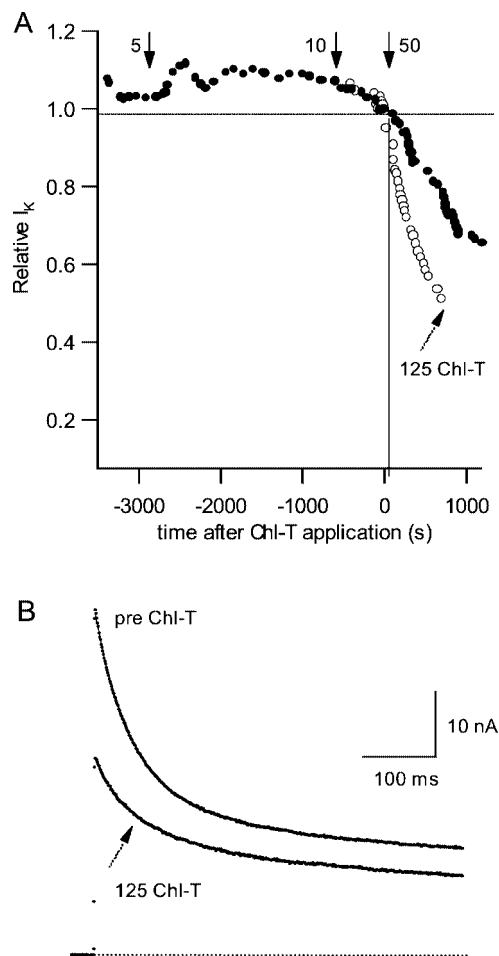 A
1.2
5
10
50
1.0
0.8
Relative IK
0.6
125 Chl-T
0.4
0.2
-3000
-2000
-1000
0
1000
time after Chl-T application (s)
B
pre Chl-T
10 nA
100 ms
125 Chl-T